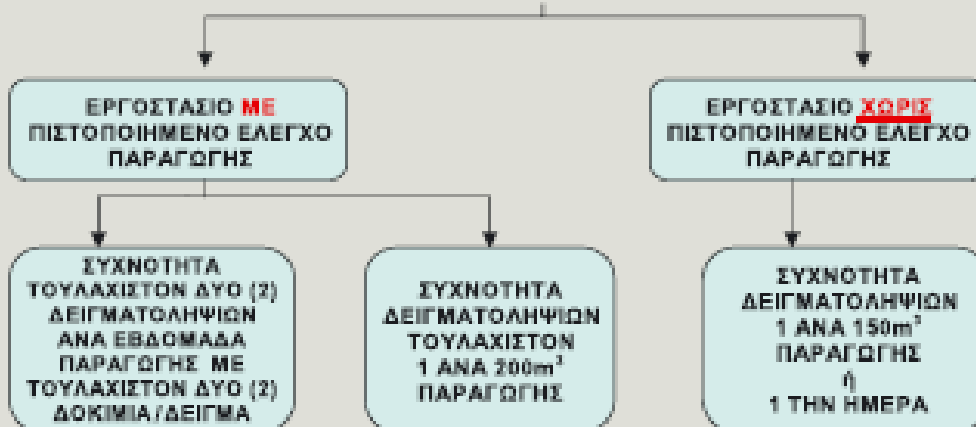 ΕΡΓΟΣΤΑΣΙΟ ΜΕ
ΠΙΣΤΟΠΟΙΗΜΕΝΟ ΕΛΕΓΧΟ
ΠΑΡΑΓΩΓΗΣ
ΕΡΓΟΣΤΑΣΙΟ ΧΩΡΙΣ
ΠΙΣΤΟΠΟΙΗΜΕΝΟ ΕΛΕΓΧΟ
ΠΑΡΑΓΩΓΗΣ
ΣΥΧΝΟΤΗΤΑ
ΤΟΥΛΑΧΙΣΤΟΝ ΔΥΟ (2)
ΔΕΙΓΜΑΤΟΛΗΨΙΩΝ
ΑΝΑ ΕΒΔΟΜΑΔΑ
ΠΑΡΑΓΩΓΗΣ ΜΕ
ΤΟΥΛΑΧΙΣΤΟΝ ΔΥΟ (2)
ΔΟΚΙΜΙΑ/ΔΕΙΓΜΑ
ΣΥΧΝΟΤΗΤΑ
ΔΕΙΓΜΑΤΟΛΗΨΙΩΝ
ΤΟΥΛΑΧΙΣΤΟΝ
1 ΑΝΑ 200m³
ΠΑΡΑΓΩΓΗΣ
ΣΥΧΝΟΤΗΤΑ
ΔΕΙΓΜΑΤΟΛΗΨΙΩΝ
1 ΑΝΑ 150m³
ΠΑΡΑΓΩΓΗΣ
ή
1 ΤΗΝ ΗΜΕΡΑ